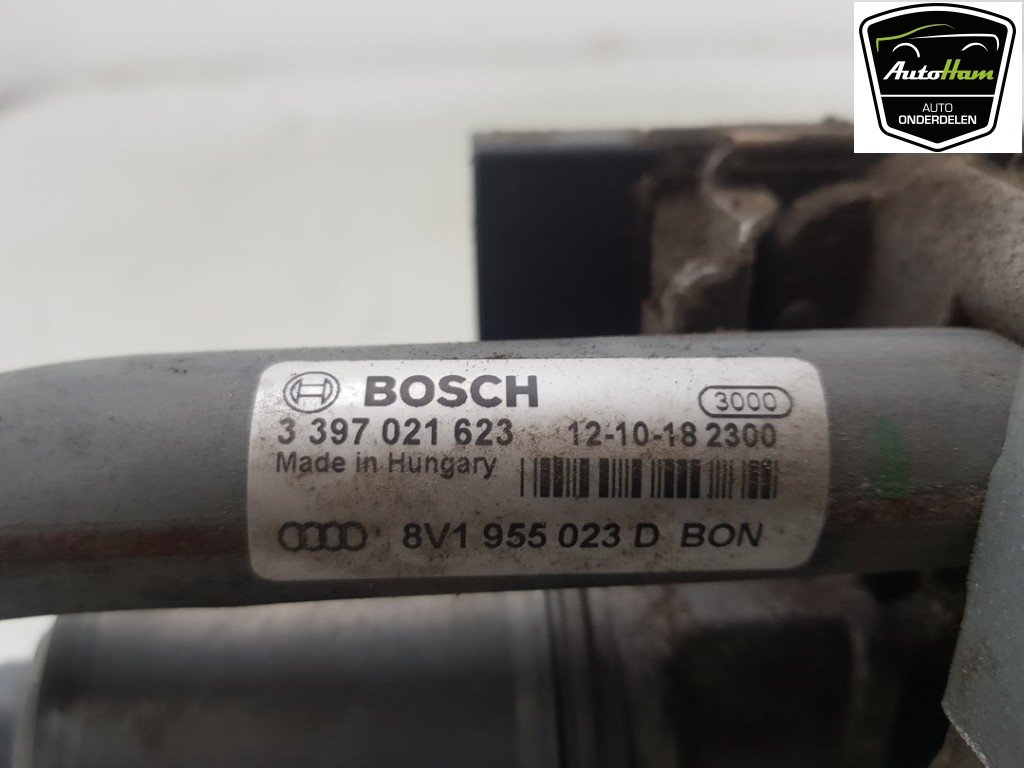 AutoHam
AUTO
ONDERDELEN
BOSCH
3000
3 397 021 623 12-10-18 2300
Made in Hungary
8V1 955 023 D BON